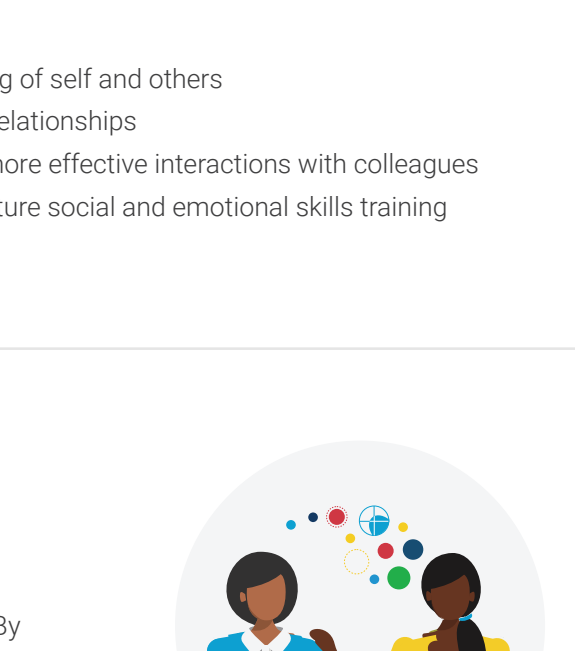 g of self and others
elationships
nore effective interactions with colleagues
ture social and emotional skills training
By